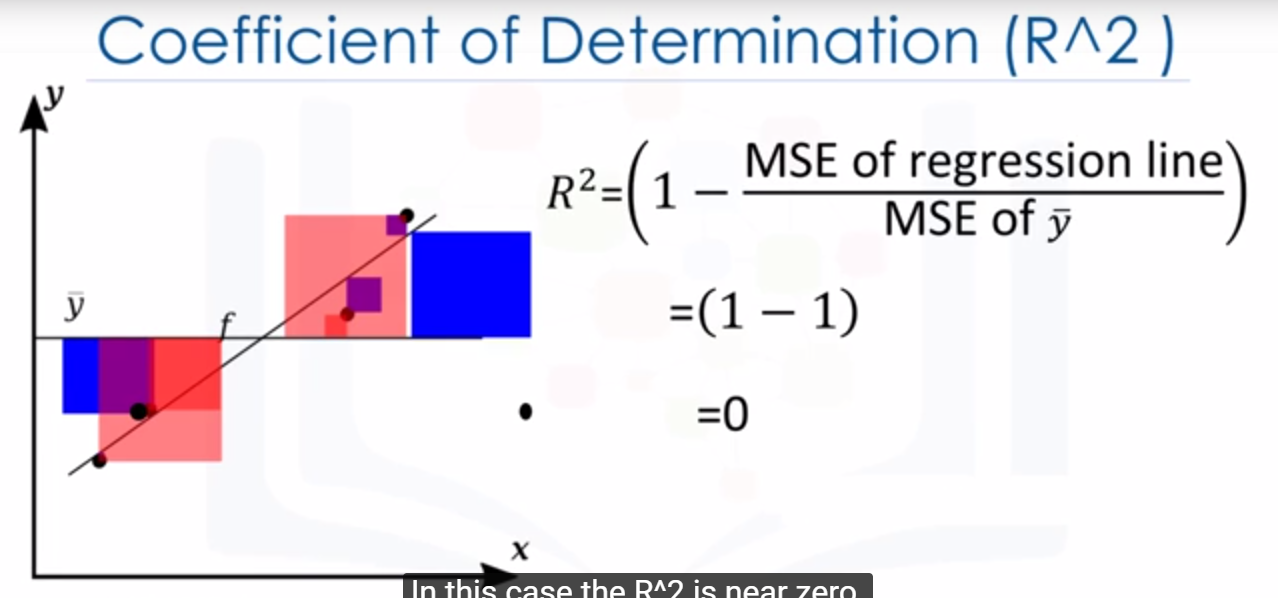 Coefficient of Determination (R^2 )
y
R²=(1 − MSE of regression line / MSE of ȳ)
=(1 − 1)
ȳ
f
=0
x
In this case the R^2 is near zero